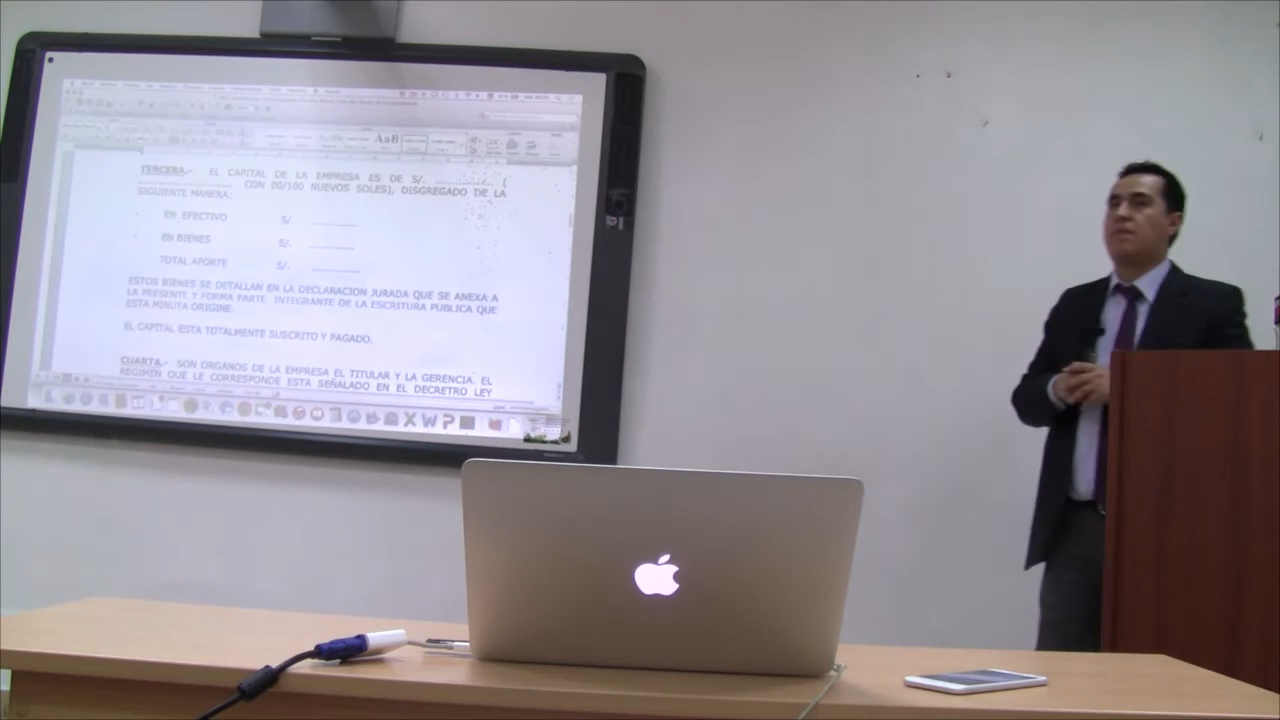 TERCERA.- EL CAPITAL DE LA EMPRESA ES DE S/. ................ (
........................ CON 00/100 NUEVOS SOLES), DISGREGADO DE LA
SIGUIENTE MANERA:
EN EFECTIVO S/. ............
EN BIENES S/. ............
TOTAL APORTE S/. ............
ESTOS BIENES SE DETALLAN EN LA DECLARACION JURADA QUE SE ANEXA A
LA PRESENTE Y FORMA PARTE INTEGRANTE DE LA ESCRITURA PUBLICA QUE
ESTA MINUTA ORIGINE.
EL CAPITAL ESTA TOTALMENTE SUSCRITO Y PAGADO.
CUARTA.- SON ORGANOS DE LA EMPRESA EL TITULAR Y LA GERENCIA. EL
REGIMEN QUE LE CORRESPONDE ESTA SEÑALADO EN EL DECRETRO LEY